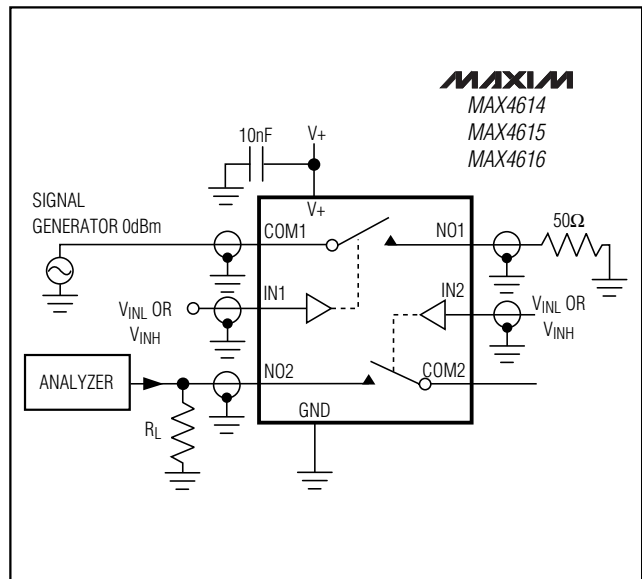 MAXIM
MAX4614
MAX4615
MAX4616
10nF
V+
V+
SIGNAL
GENERATOR 0dBm
COM1
NO1
50Ω
IN1
IN2
VINL OR
VINH
VINL OR
VINH
ANALYZER
NO2
COM2
RL
GND